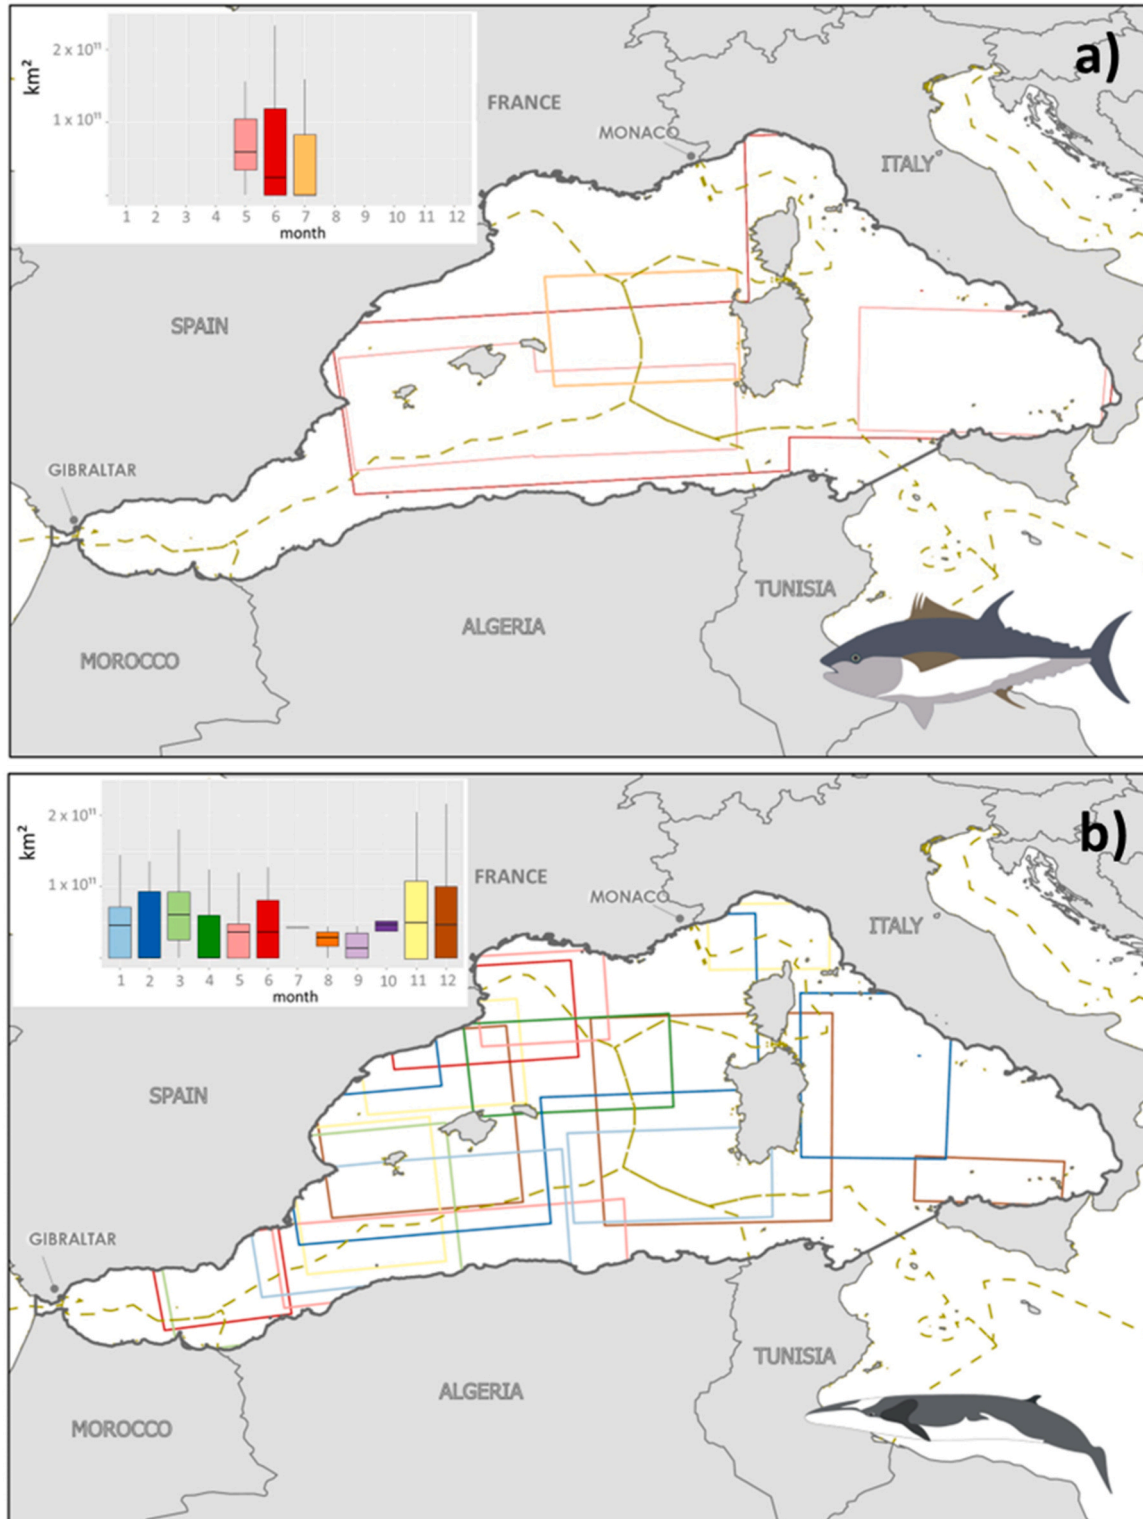 a)
km²
2 x 10¹¹
1 x 10¹¹
1 2 3 4 5 6 7 8 9 10 11 12
month
FRANCE
MONACO
ITALY
SPAIN
GIBRALTAR
TUNISIA
ALGERIA
MOROCCO
b)
km²
2 x 10¹¹
1 x 10¹¹
1 2 3 4 5 6 7 8 9 10 11 12
month
FRANCE
MONACO
ITALY
SPAIN
GIBRALTAR
TUNISIA
ALGERIA
MOROCCO